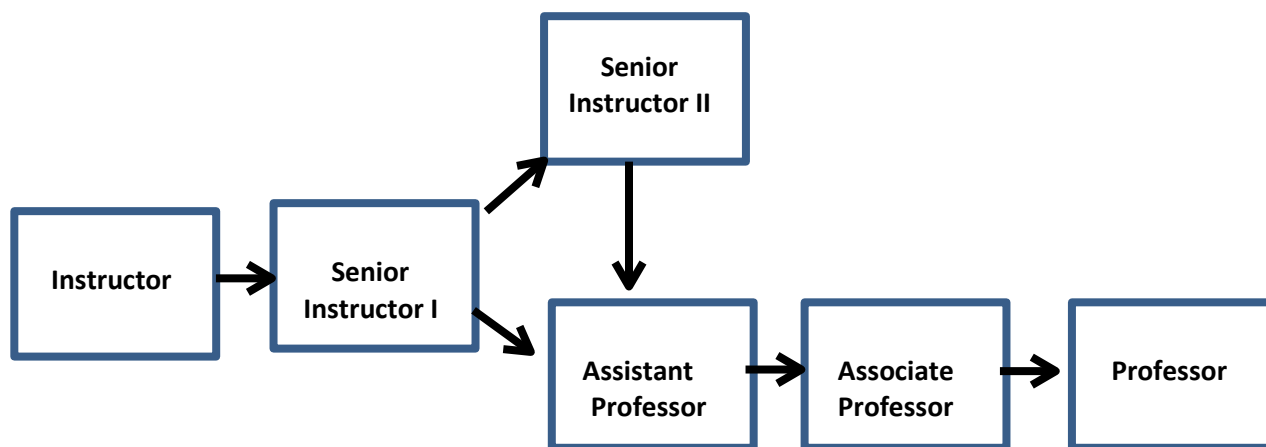 Senior
Instructor II
Instructor
Senior
Instructor I
Assistant
Professor
Associate
Professor
Professor